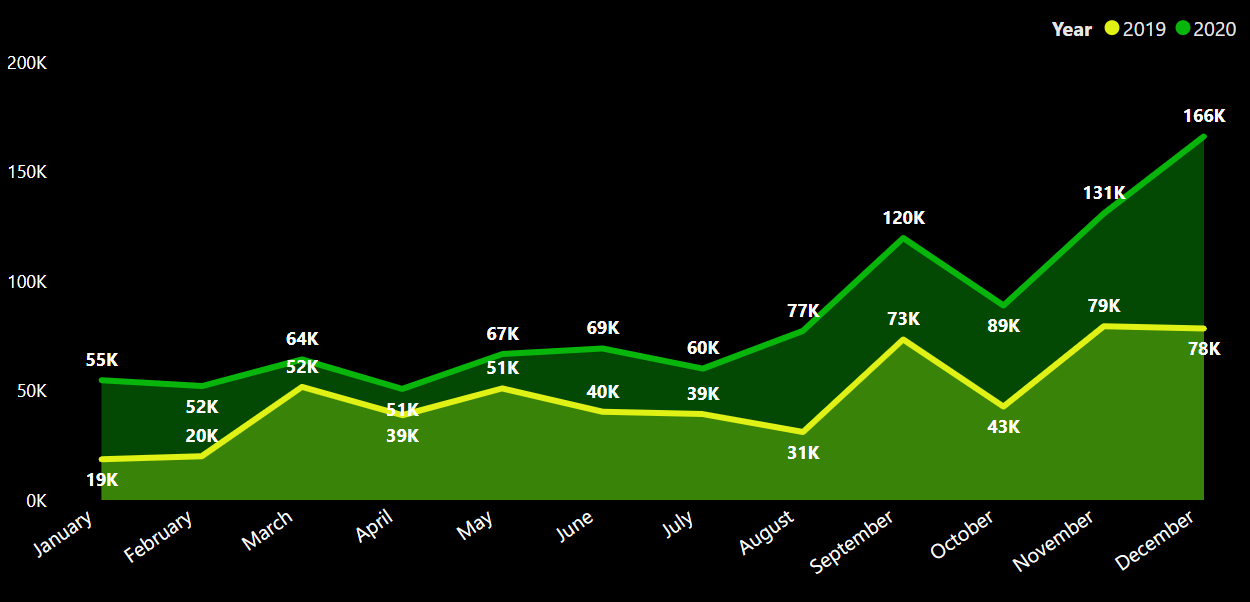 Year 2019 2020
200K
150K
100K
50K
0K
166K
131K
120K
77K
89K
79K
73K
78K
69K
67K
64K
60K
55K
52K
51K
40K
39K
52K
20K
51K
39K
31K
43K
19K
January
February
March
April
May
June
July
August
September
October
November
December